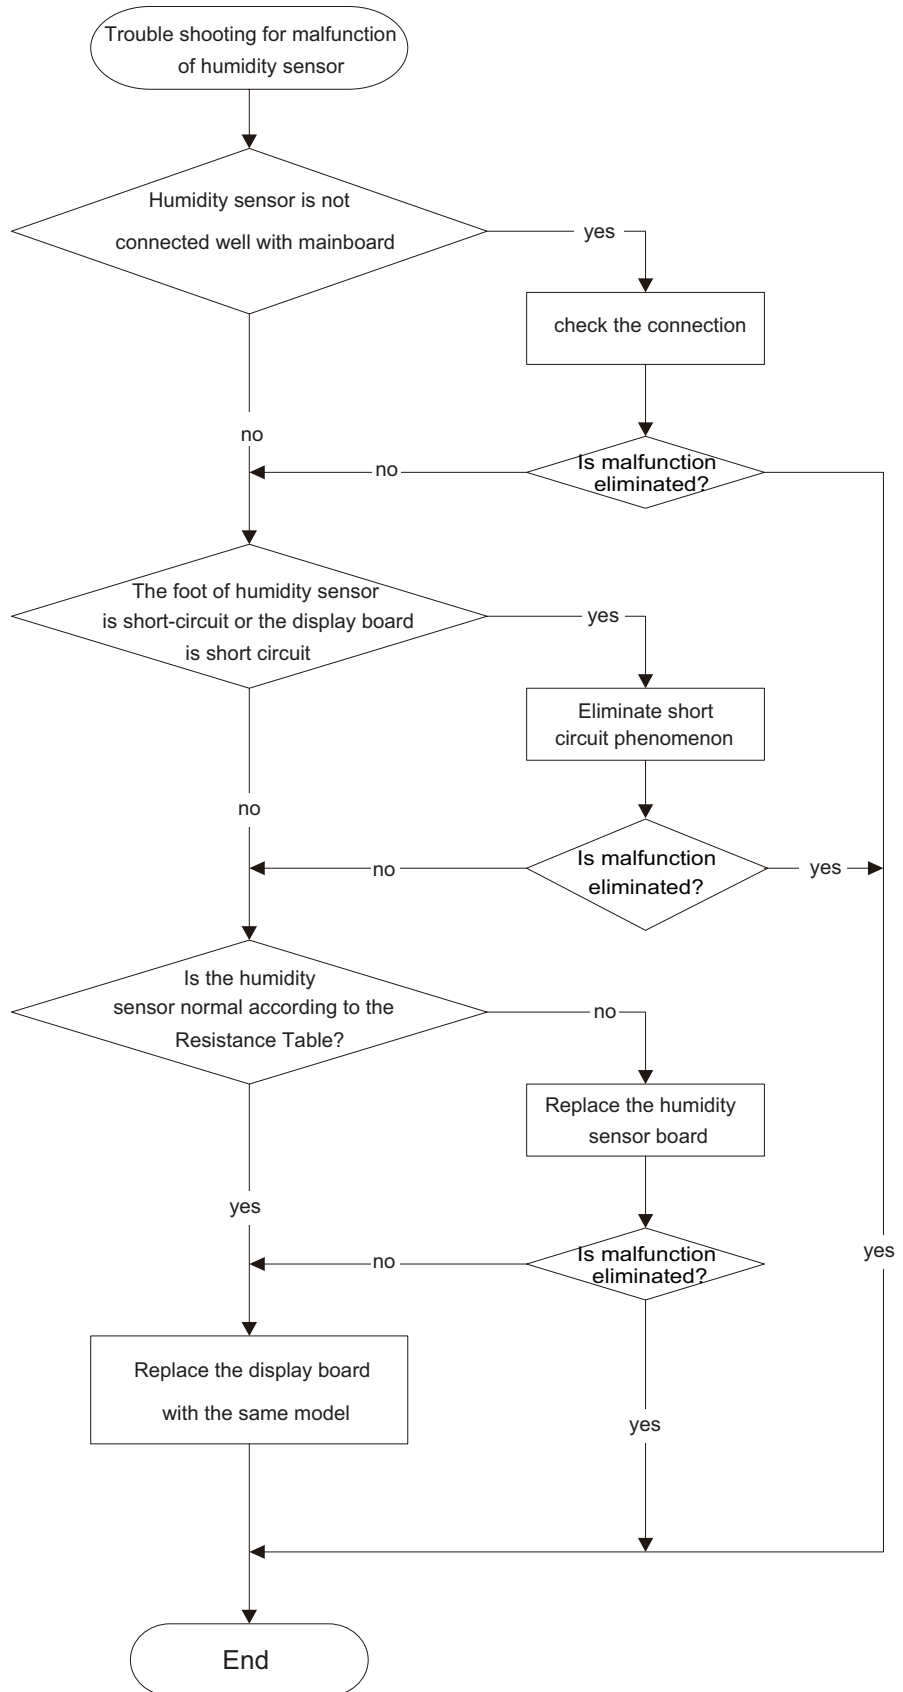 Trouble shooting for malfunction
of humidity sensor
Humidity sensor is not
connected well with mainboard
yes
check the connection
no
Is malfunction
eliminated?
no
The foot of humidity sensor
is short-circuit or the display board
is short circuit
yes
Eliminate short
circuit phenomenon
no
Is malfunction
eliminated?
no
yes
Is the humidity
sensor normal according to the
Resistance Table?
no
Replace the humidity
sensor board
yes
Is malfunction
eliminated?
no
yes
Replace the display board
with the same model
yes
End